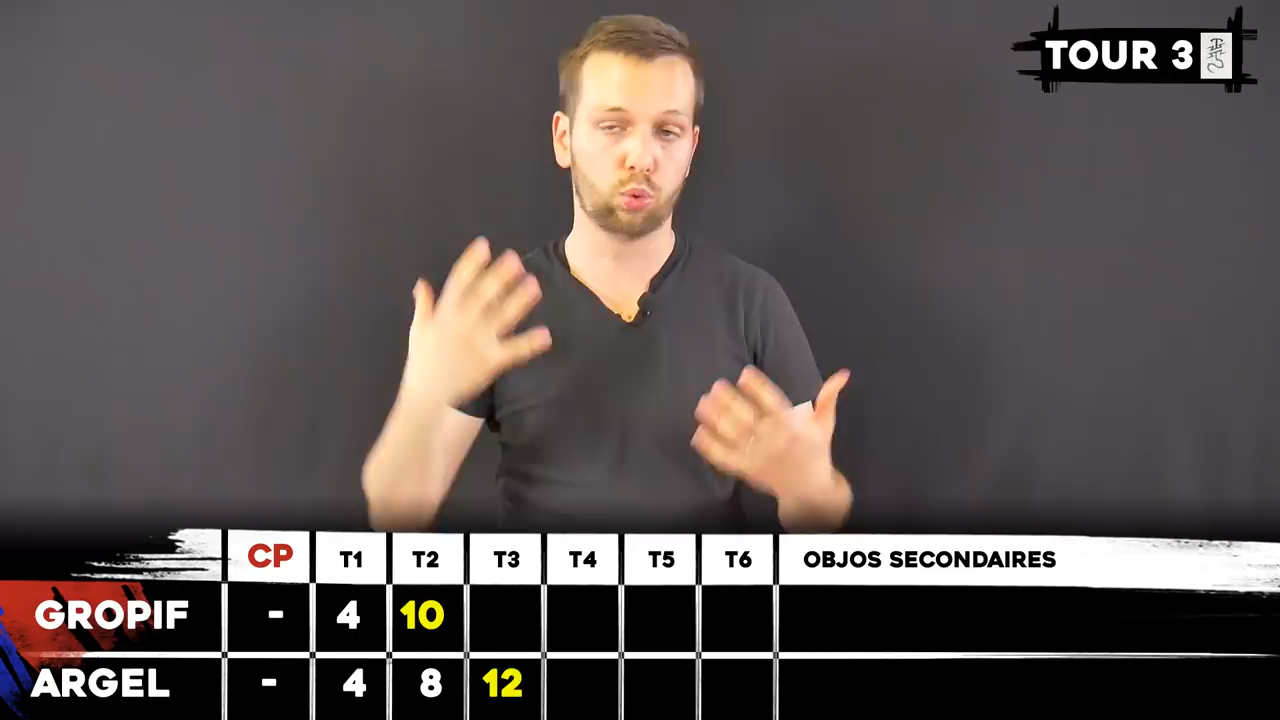 TOUR 3
CP T1 T2 T3 T4 T5 T6 OBJOS SECONDAIRES
GROPIF - 4 10
ARGEL - 4 8 12